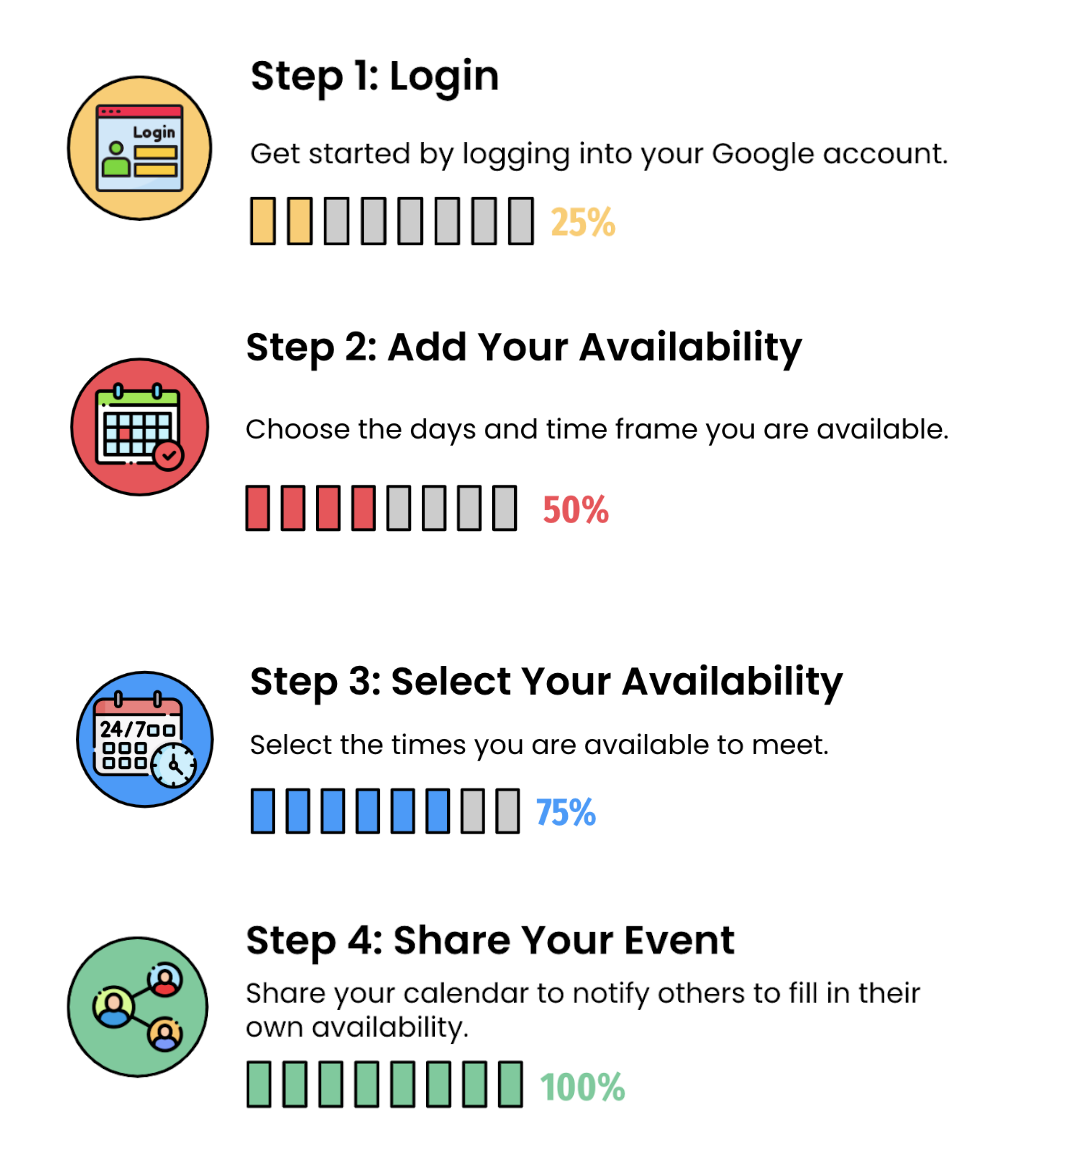 Step 1: Login
Login
Get started by logging into your Google account.
25%
Step 2: Add Your Availability
Choose the days and time frame you are available.
50%
Step 3: Select Your Availability
24/7
Select the times you are available to meet.
75%
Step 4: Share Your Event
Share your calendar to notify others to fill in their
own availability.
100%